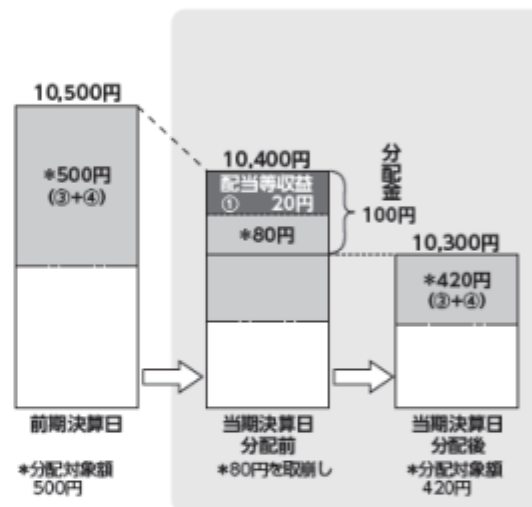 10,500円
*500円
(③+④)
前期決算日
*分配対象額
500円
10,400円
配当等収益
① 20円
*80円
分配金
100円
当期決算日
分配前
*80円を取崩し
10,300円
*420円
(③+④)
当期決算日
分配後
*分配対象額
420円